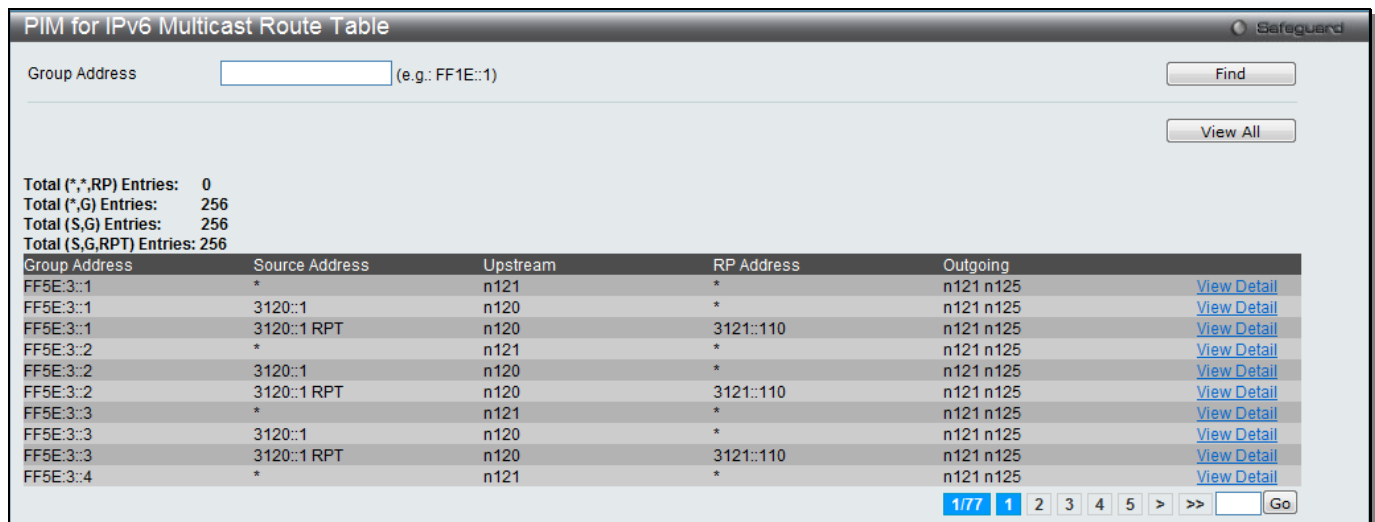 PIM for IPv6 Multicast Route Table
Safeguard
Group Address (e.g.: FF1E::1) Find
View All
Total (*,*,RP) Entries: 0
Total (*,G) Entries: 256
Total (S,G) Entries: 256
Total (S,G,RPT) Entries: 256
Group Address Source Address Upstream RP Address Outgoing
FF5E:3::1 * n121 * n121 n125 View Detail
FF5E:3::1 3120::1 n120 * n121 n125 View Detail
FF5E:3::1 3120::1 RPT n120 3121::110 n121 n125 View Detail
FF5E:3::2 * n121 * n121 n125 View Detail
FF5E:3::2 3120::1 n120 * n121 n125 View Detail
FF5E:3::2 3120::1 RPT n120 3121::110 n121 n125 View Detail
FF5E:3::3 * n121 * n121 n125 View Detail
FF5E:3::3 3120::1 n120 * n121 n125 View Detail
FF5E:3::3 3120::1 RPT n120 3121::110 n121 n125 View Detail
FF5E:3::4 * n121 * n121 n125 View Detail
1/77 1 2 3 4 5 > >> Go